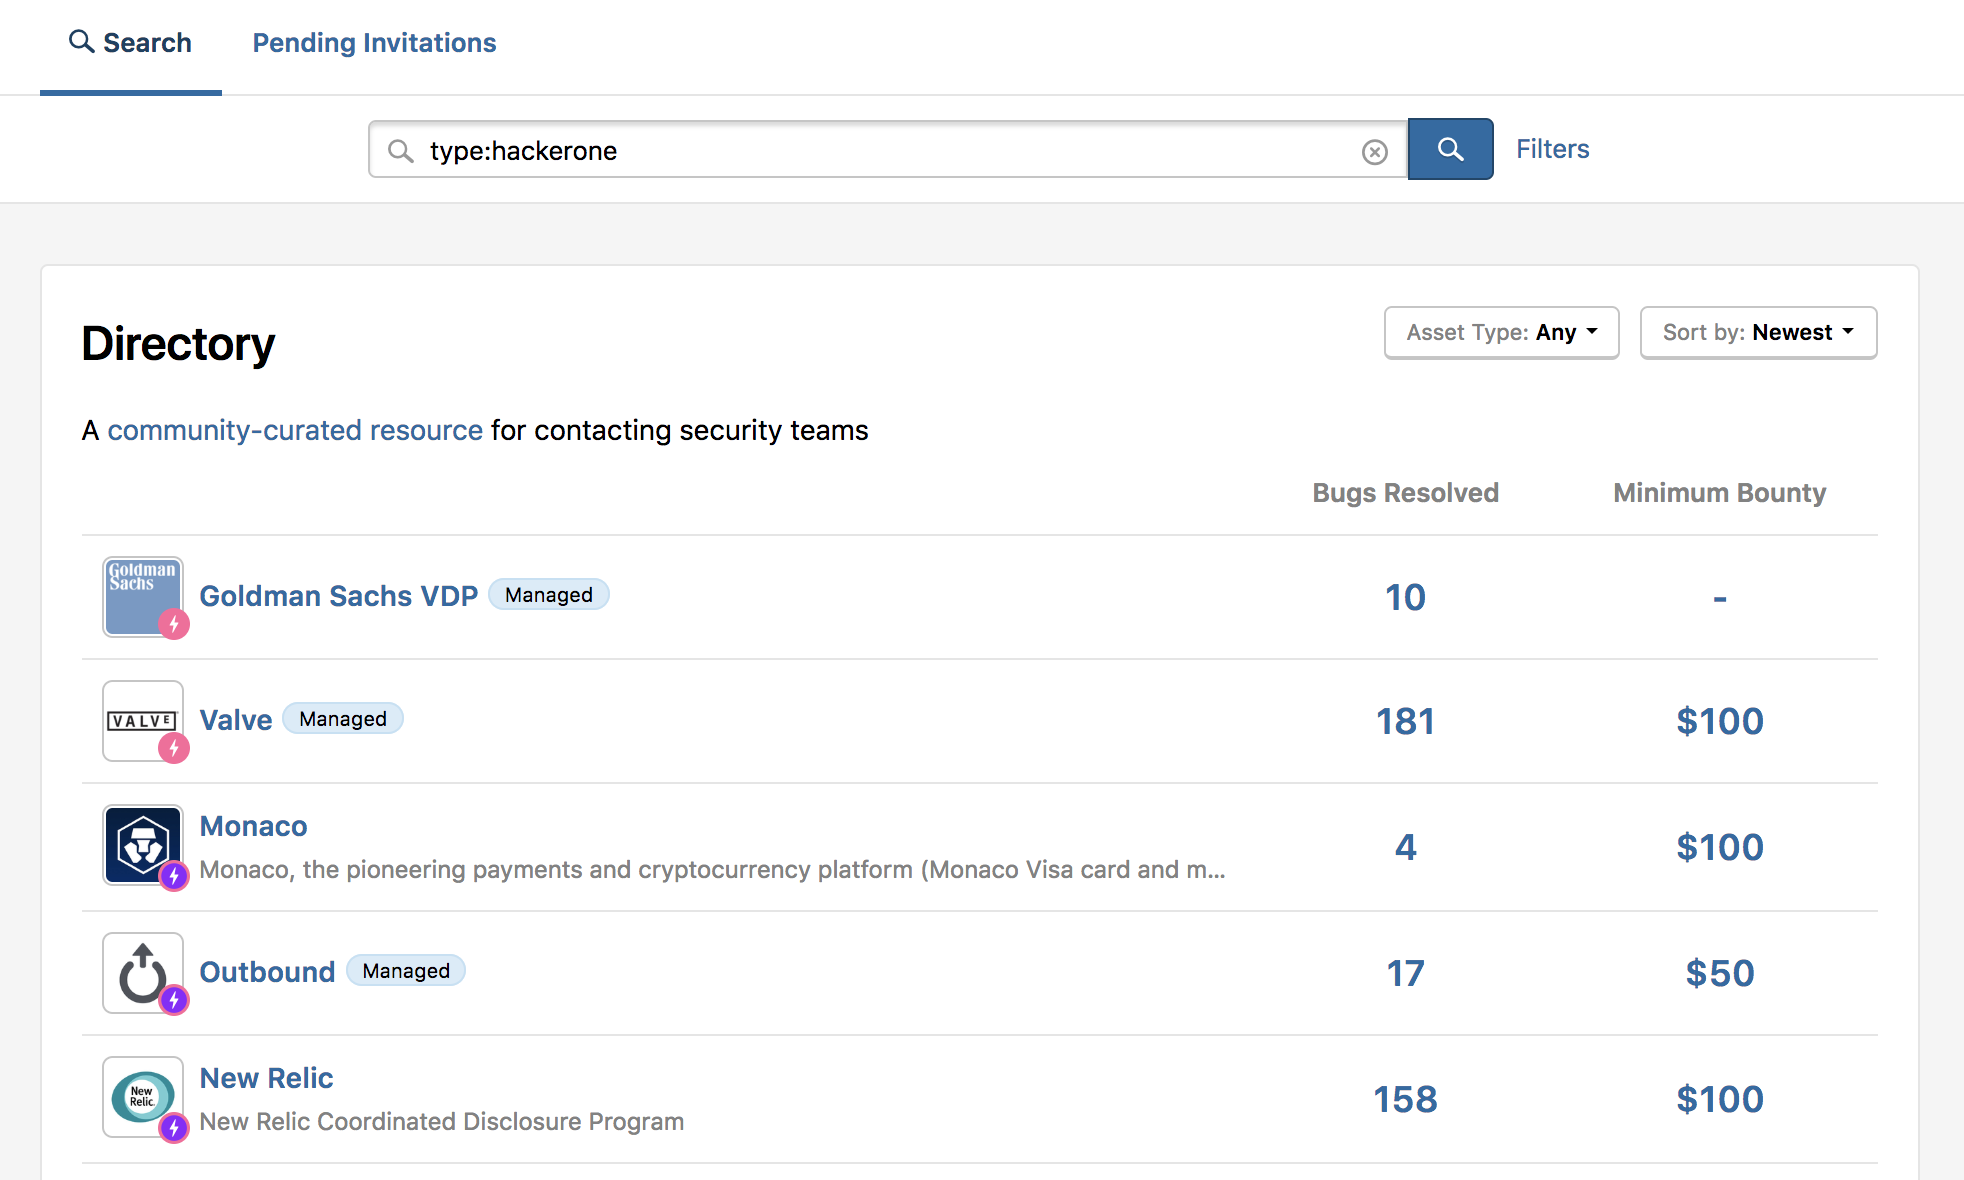 Search Pending Invitations
type:hackerone Filters
Directory Asset Type: Any Sort by: Newest
A community-curated resource for contacting security teams
Bugs Resolved Minimum Bounty
Goldman
Sachs
Goldman Sachs VDP Managed 10 -
VALVE Valve Managed 181 $100
Monaco
Monaco, the pioneering payments and cryptocurrency platform (Monaco Visa card and m...
4 $100
Outbound Managed 17 $50
New
Relic.
New Relic
New Relic Coordinated Disclosure Program
158 $100